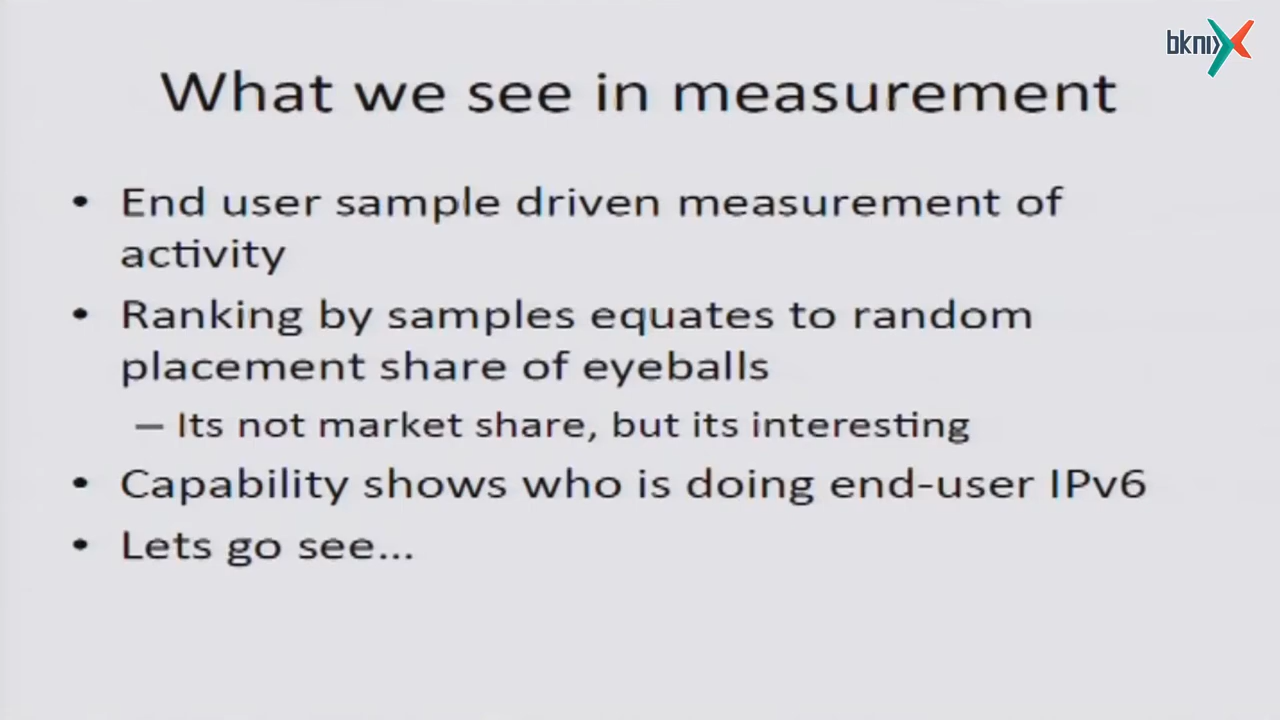 bknix
What we see in measurement
• End user sample driven measurement of
activity
• Ranking by samples equates to random
placement share of eyeballs
– Its not market share, but its interesting
• Capability shows who is doing end-user IPv6
• Lets go see...